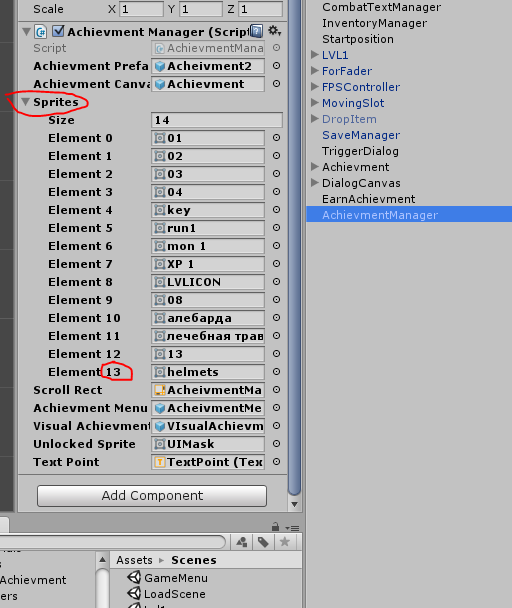 Scale X 1 Y 1 Z 1
Achievment Manager (Script
Script AchievmentMana
Achievment Prefa Acheivment2
Achievment Canva Achievment
Sprites
Size 14
Element 0 01
Element 1 02
Element 2 03
Element 3 04
Element 4 key
Element 5 run1
Element 6 mon 1
Element 7 XP 1
Element 8 LVLICON
Element 9 08
Element 10 алебарда
Element 11 лечебная трав
Element 12 13
Element 13 helmets
Scroll Rect AcheivmentMa
Achievment Menu AcheivmentMe
Visual Achievment VIsualAchievm
Unlocked Sprite UIMask
Text Point TextPoint (Tex
Add Component
CombatTextManager
InventoryManager
Startposition
LVL1
ForFader
FPSController
MovingSlot
DropItem
SaveManager
TriggerDialog
Achievment
DialogCanvas
EarnAchievment
AchievmentManager
Achievment
ers
Assets Scenes
GameMenu
LoadScene